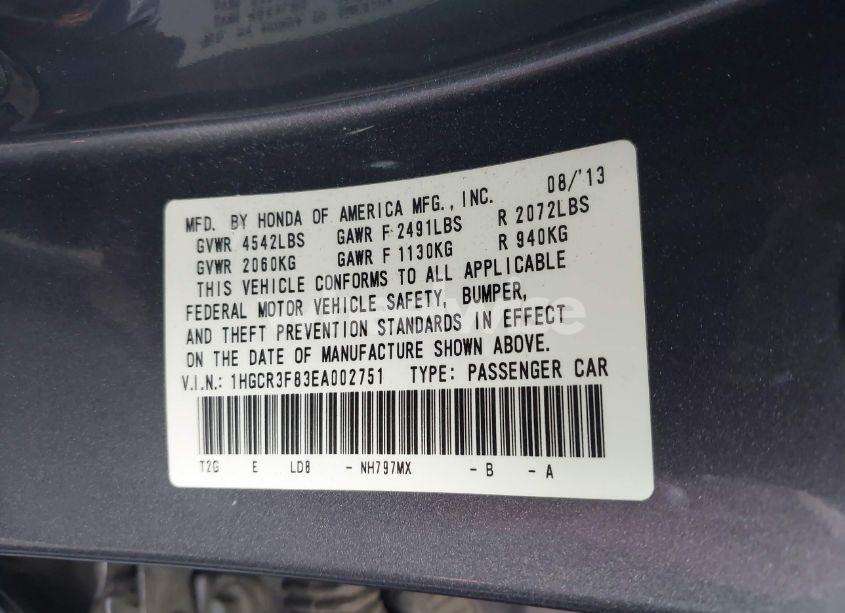 MFD. BY HONDA OF AMERICA MFG., INC. 08/'13
GVWR 4542LBS GAWR F 2491LBS R 2072LBS
GVWR 2060KG GAWR F 1130KG R 940KG
THIS VEHICLE CONFORMS TO ALL APPLICABLE
FEDERAL MOTOR VEHICLE SAFETY, BUMPER,
AND THEFT PREVENTION STANDARDS IN EFFECT
ON THE DATE OF MANUFACTURE SHOWN ABOVE.
V.I.N.: 1HGCR3F83EA002751 TYPE: PASSENGER CAR
T2G E LD8 - NH797MX - B - A